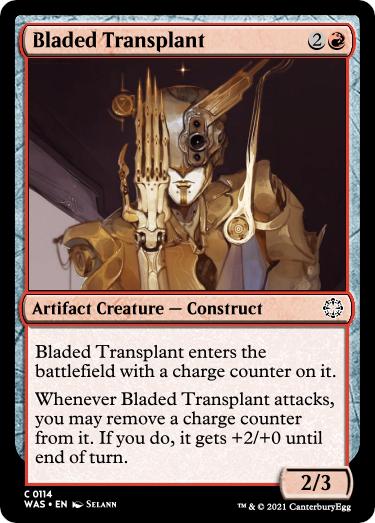 Bladed Transplant 2
Artifact Creature — Construct
Bladed Transplant enters the
battlefield with a charge counter on it.
Whenever Bladed Transplant attacks,
you may remove a charge counter
from it. If you do, it gets +2/+0 until
end of turn.
2/3
C 0114
WAS • EN Selann
™ & © 2021 CanterburyEgg